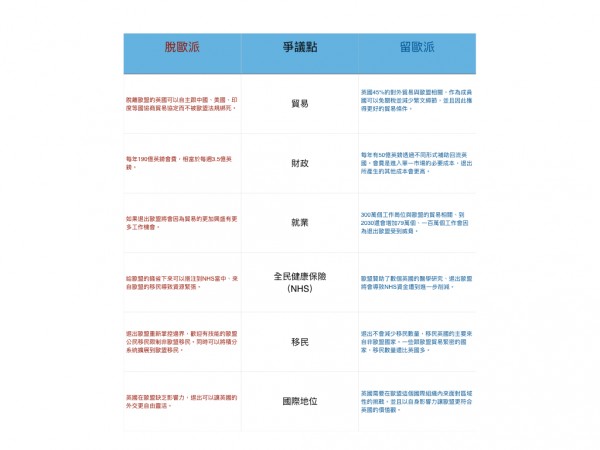 脫歐派
爭議點
留歐派
脫離歐盟的英國可以自主跟中國、美國、印
度等國協商貿易協定而不被歐盟法規綁死。
貿易
英國45%的對外貿易與歐盟相關，作為成員
國可以免關稅並減少繁文縟節，並且因此獲
得更好的貿易條件。
每年190億英鎊會費，相當於每週3.5億英
鎊。
財政
每年有50億英鎊透過不同形式補助回流英
國，會費是進入單一市場的必要成本，退出
所產生的其他成本會更高。
如果退出歐盟將會因為貿易的更加興盛有更
多工作機會。
就業
300萬個工作崗位與歐盟的貿易相關，到
2030還會增加79萬個，一百萬個工作會因
為退出歐盟受到威脅。
給歐盟的錢省下來可以挹注到NHS當中，來
自歐盟的移民導致資源緊張。
全民健康保險
（NHS）
歐盟贊助了數個英國的醫學研究，退出歐盟
將會導致NHS資金遭到進一步削減。
退出歐盟重新掌控邊界，歡迎有技能的歐盟
公民移民限制非歐盟移民，同時可以將積分
系統擴展到歐盟移民。
移民
退出不會減少移民數量，移民英國的主要來
自非歐盟國家，一些跟歐盟貿易緊密的國
家，移民數量還比英國多。
英國在歐盟缺乏影響力，退出可以讓英國的
外交更自由靈活。
國際地位
英國需要在歐盟這個國際組織內來面對區域
性的挑戰，並且以自身影響力讓歐盟更符合
英國的價值觀。